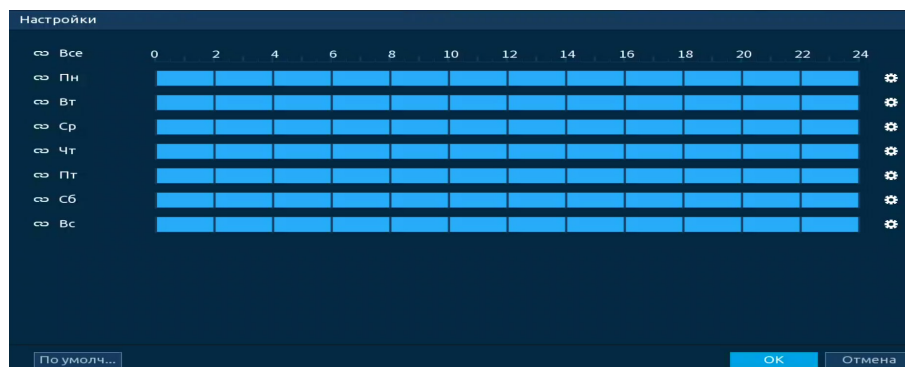 Настройки
Все 0 2 4 6 8 10 12 14 16 18 20 22 24
Пн
Вт
Ср
Чт
Пт
Сб
Вс
По умолч... OK Отмена